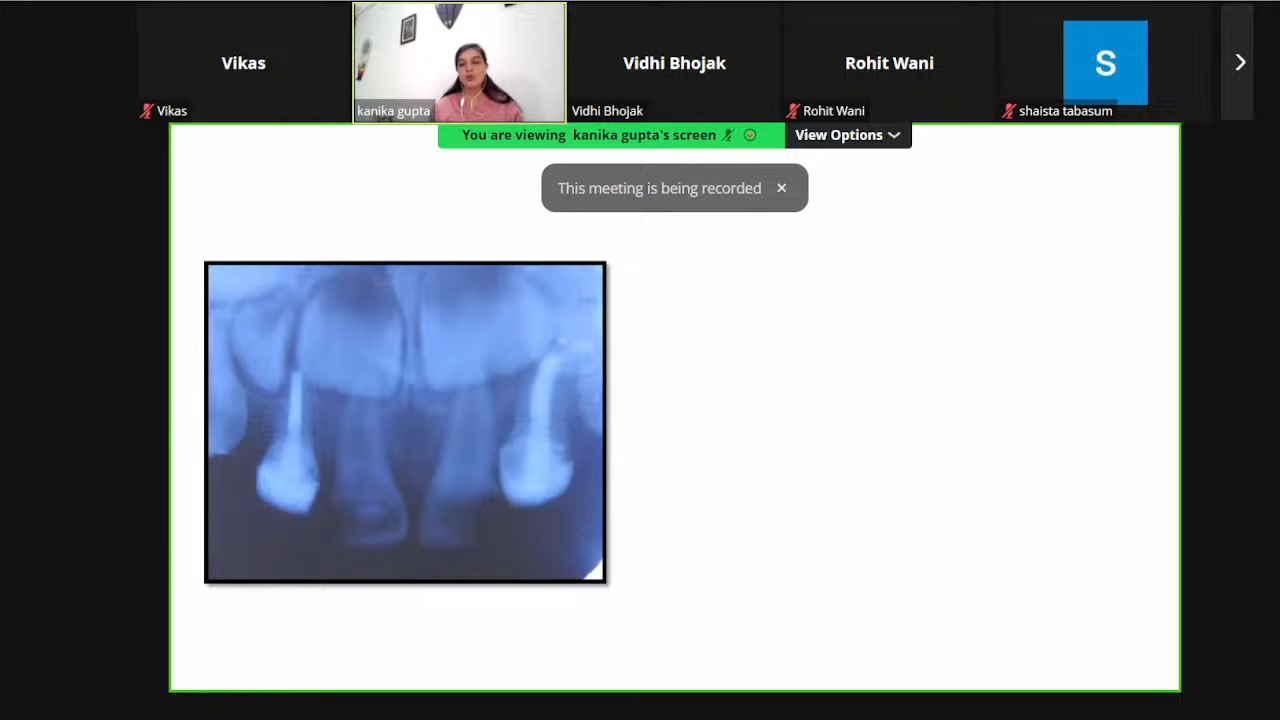 Vikas
Vidhi Bhojak
Rohit Wani
S
Vikas
kanika gupta
Vidhi Bhojak
Rohit Wani
shaista tabasum
You are viewing kanika gupta's screen
View Options
This meeting is being recorded